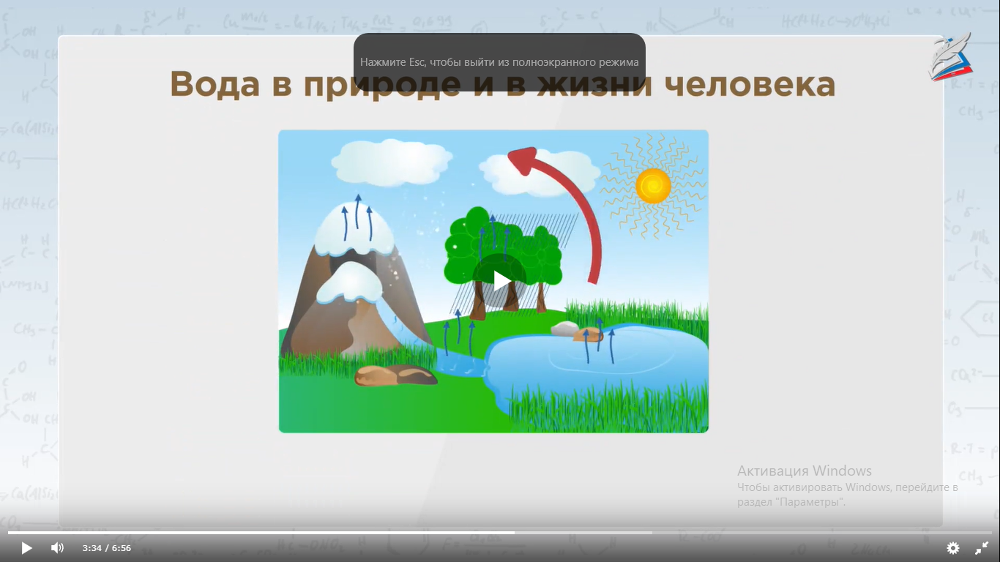 Нажмите Esc, чтобы выйти из полноэкранного режима
Вода в природе и в жизни человека
Активация Windows
Чтобы активировать Windows, перейдите в
раздел "Параметры".
3:34 / 6:56